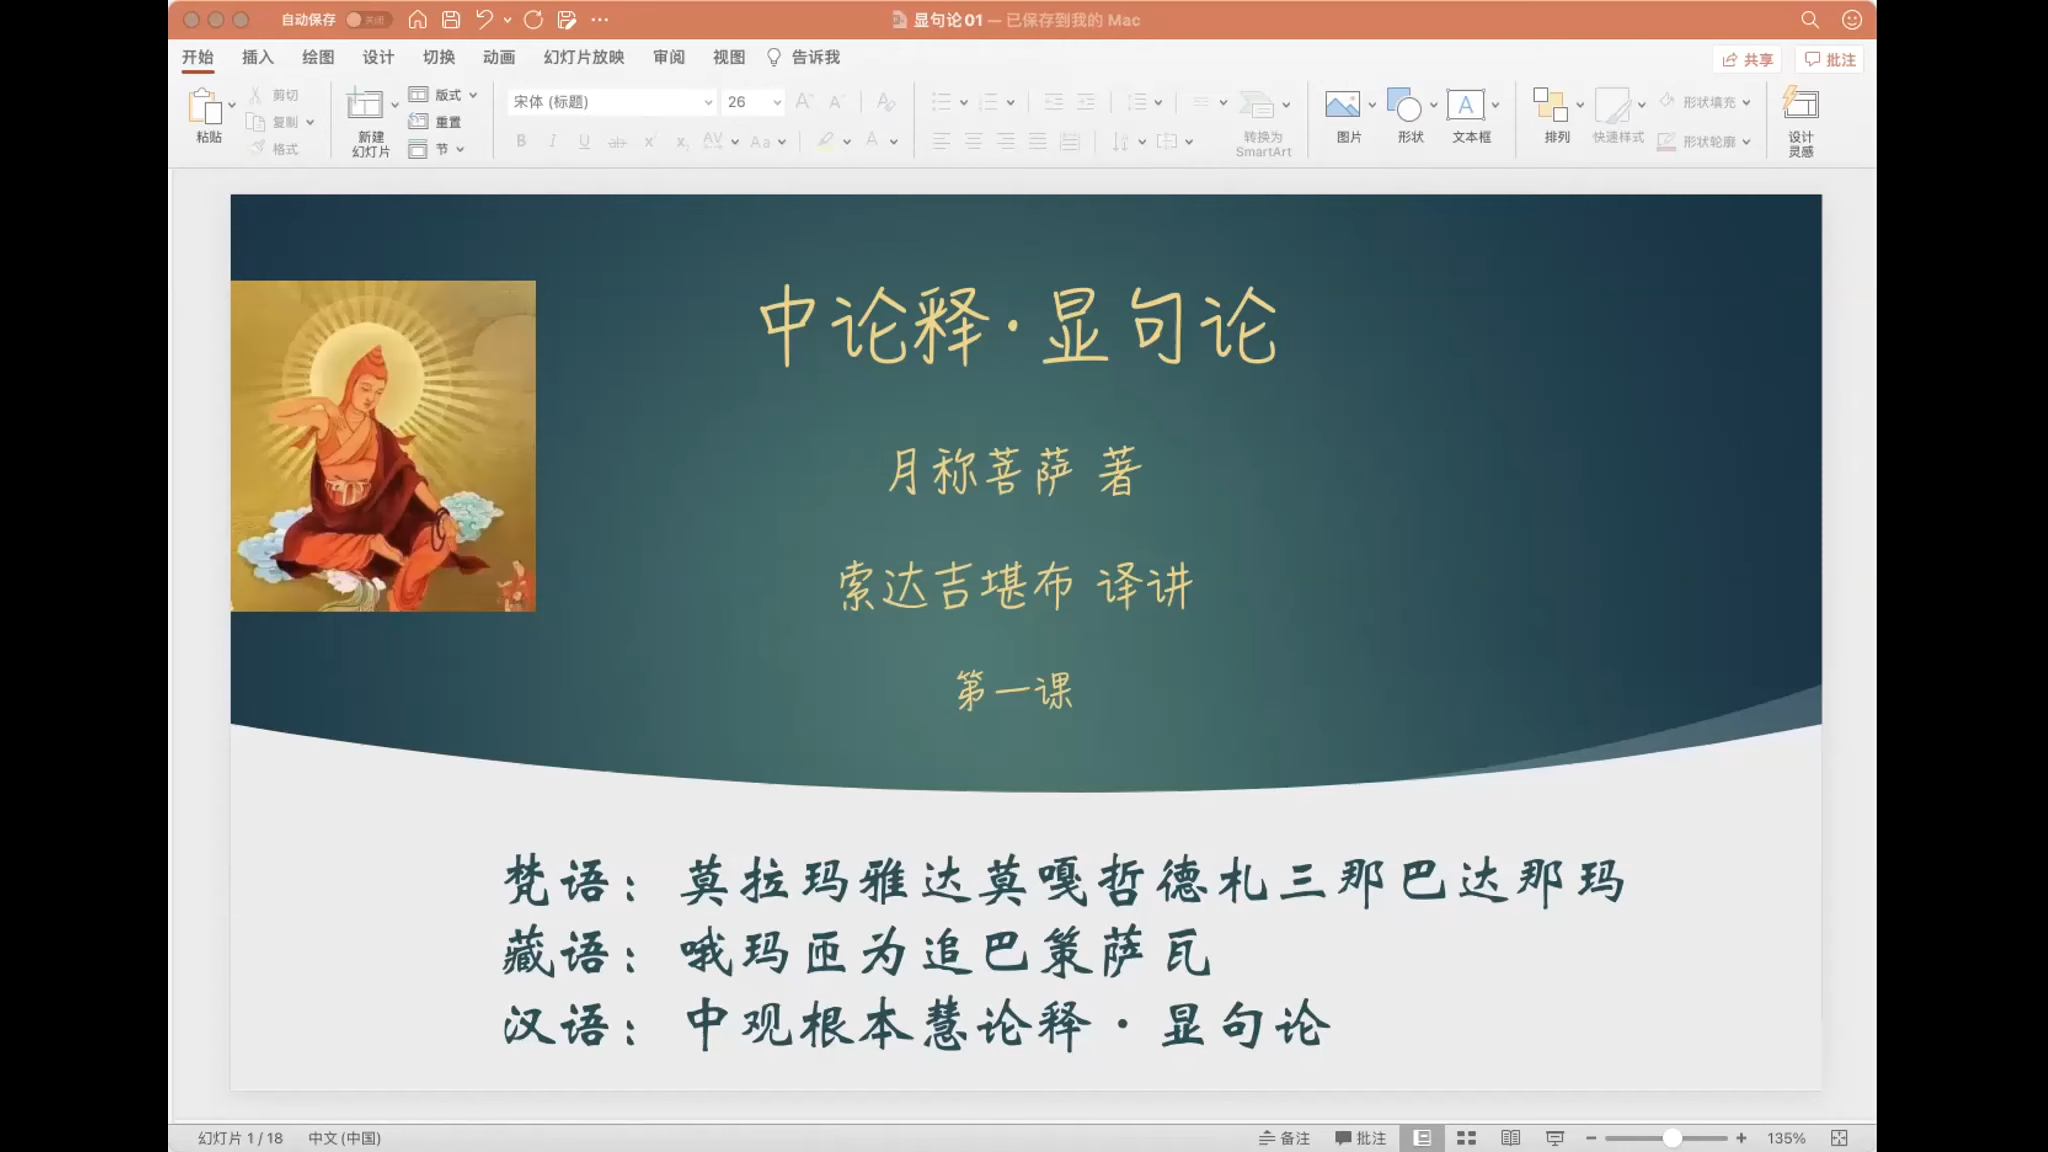 自动保存 关闭
显句论01 — 已保存到我的 Mac
开始 插入 绘图 设计 切换 动画 幻灯片放映 审阅 视图 告诉我
共享 批注
粘贴 剪切 复制 格式
新建
幻灯片
版式 重置 节
宋体 (标题) 26
B I U ab x² x₂ AV Aa A
转换为
SmartArt
图片 形状 文本框
排列 快速样式
形状填充
形状轮廓
设计
灵感
中论释·显句论
月称菩萨 著
索达吉堪布 译讲
第一课
梵语：莫拉玛雅达莫嘎哲德札三那巴达那玛
藏语：哦玛匝为追巴策萨瓦
汉语：中观根本慧论释·显句论
幻灯片 1 / 18 中文 (中国)
备注 批注 135%